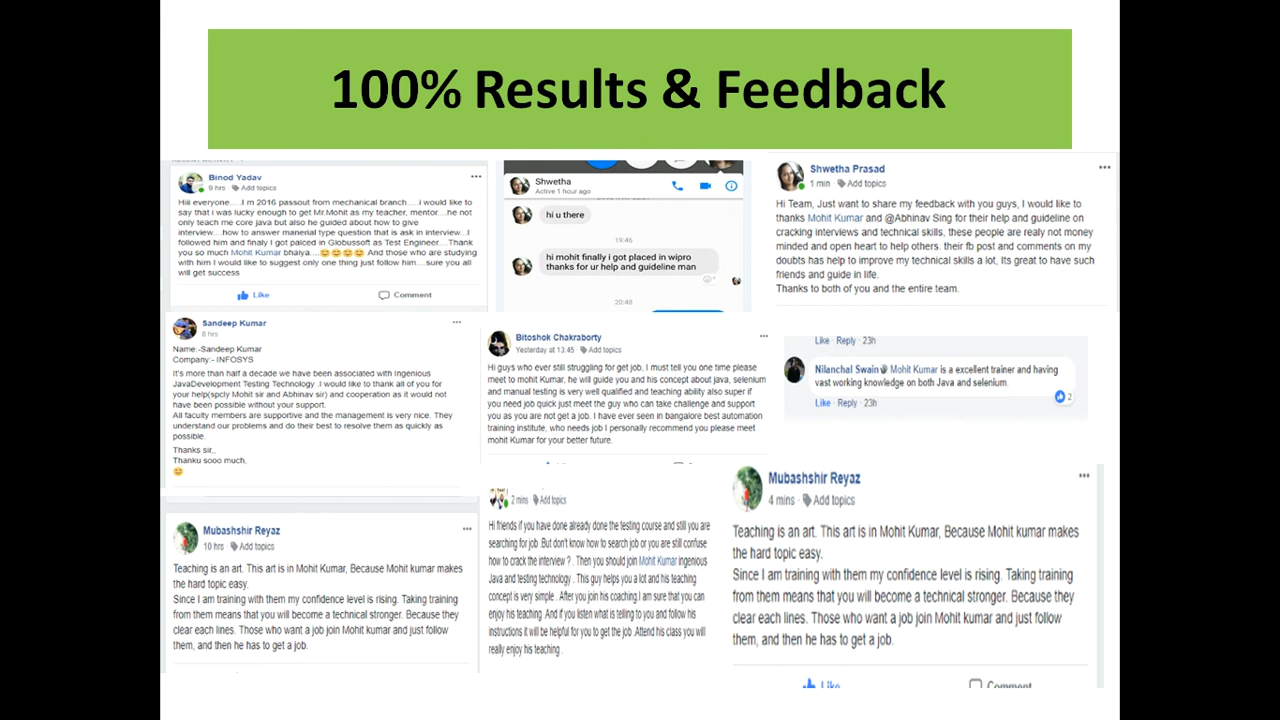 100% Results & Feedback
Binod Yadav
9 hrs · Add topics
Hiii everyone.....I m 2016 passout from mechanical branch.....i would like to
say that i was lucky enough to get Mr.Mohit as my teacher, mentor....he not
only teach me core java but also he guided about how to give
interview....how to answer manerial type question that is ask in interview...I
followed him and finaly I got palced in Globussoft as Test Engineer....Thank
you so much Mohit Kumar bhaiya....😊😊😊😊 And those who are studying
with him I would like to suggest only one thing just follow him....sure you all
will get success
Like Comment
Shwetha
Active 1 hour ago
hi u there
19:46
hi mohit finally i got placed in wipro
thanks for ur help and guideline man
20:48
Shwetha Prasad
1 min · Add topics
Hi Team, Just want to share my feedback with you guys, I would like to
thanks Mohit Kumar and @Abhinav Sing for their help and guideline on
cracking interviews and technical skills, these people are realy not money
minded and open heart to help others. their fb post and comments on my
doubts has help to improve my technical skills a lot, Its great to have such
friends and guide in life.
Thanks to both of you and the entire team.
Sandeep Kumar
8 hrs
Name:-Sandeep Kumar
Company:- INFOSYS
It's more than half a decade we have been associated with Ingenious
JavaDevelopment Testing Technology .I would like to thank all of you for
your help(spcly Mohit sir and Abhinav sir) and cooperation as it would not
have been possible without your support.
All faculty members are supportive and the management is very nice. They
understand our problems and do their best to resolve them as quickly as
possible.
Thanks sir,,
Thanku sooo much,
😊
Bitoshok Chakraborty
Yesterday at 13:45 · Add topics
Hi guys who ever still struggling for get job, I must tell you one time please
meet to mohit Kumar, he will guide you and his concept about java, selenium
and manual testing is very well qualified and teaching ability also super if
you need job quick just meet the guy who can take challenge and support
you as you are not get a job. I have ever seen in bangalore best automation
training institute, who needs job I personally recommend you please meet
mohit Kumar for your better future.
Like · Reply · 23h
Nilanchal Swain Mohit Kumar is a excellent trainer and having
vast working knowledge on both Java and selenium.
Like · Reply · 23h
2
Mubashshir Reyaz
10 hrs · Add topics
Teaching is an art. This art is in Mohit Kumar, Because Mohit kumar makes
the hard topic easy.
Since I am training with them my confidence level is rising. Taking training
from them means that you will become a technical stronger. Because they
clear each lines. Those who want a job join Mohit kumar and just follow
them, and then he has to get a job.
2 mins · Add topics
Hi friends if you have done already done the testing course and still you are
searching for job .But don't know how to search job or you are still confuse
how to crack the interview ? . Then you should join Mohit Kumar ingenious
Java and testing technology . This guy helps you a lot and his teaching
concept is very simple . After you join his coaching.I am sure that you can
enjoy his teaching .And if you listen what is telling to you and follow his
instructions it will be helpful for you to get the job .Attend his class you will
really enjoy his teaching .
Mubashshir Reyaz
4 mins · Add topics
Teaching is an art. This art is in Mohit Kumar, Because Mohit kumar makes
the hard topic easy.
Since I am training with them my confidence level is rising. Taking training
from them means that you will become a technical stronger. Because they
clear each lines. Those who want a job join Mohit kumar and just follow
them, and then he has to get a job.
Like Comment